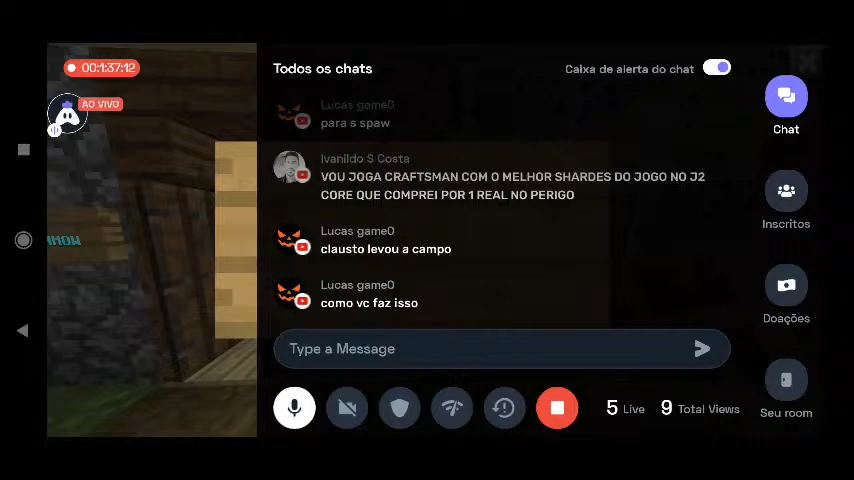 00:1:37:12
Todos os chats
Caixa de alerta do chat
AO VIVO
Lucas game0
para s spaw
Chat
Ivanildo S Costa
VOU JOGA CRAFTSMAN COM O MELHOR SHARDES DO JOGO NO J2
CORE QUE COMPREI POR 1 REAL NO PERIGO
Inscritos
Lucas game0
clausto levou a campo
Lucas game0
como vc faz isso
Doações
Type a Message
5 Live
9 Total Views
Seu room